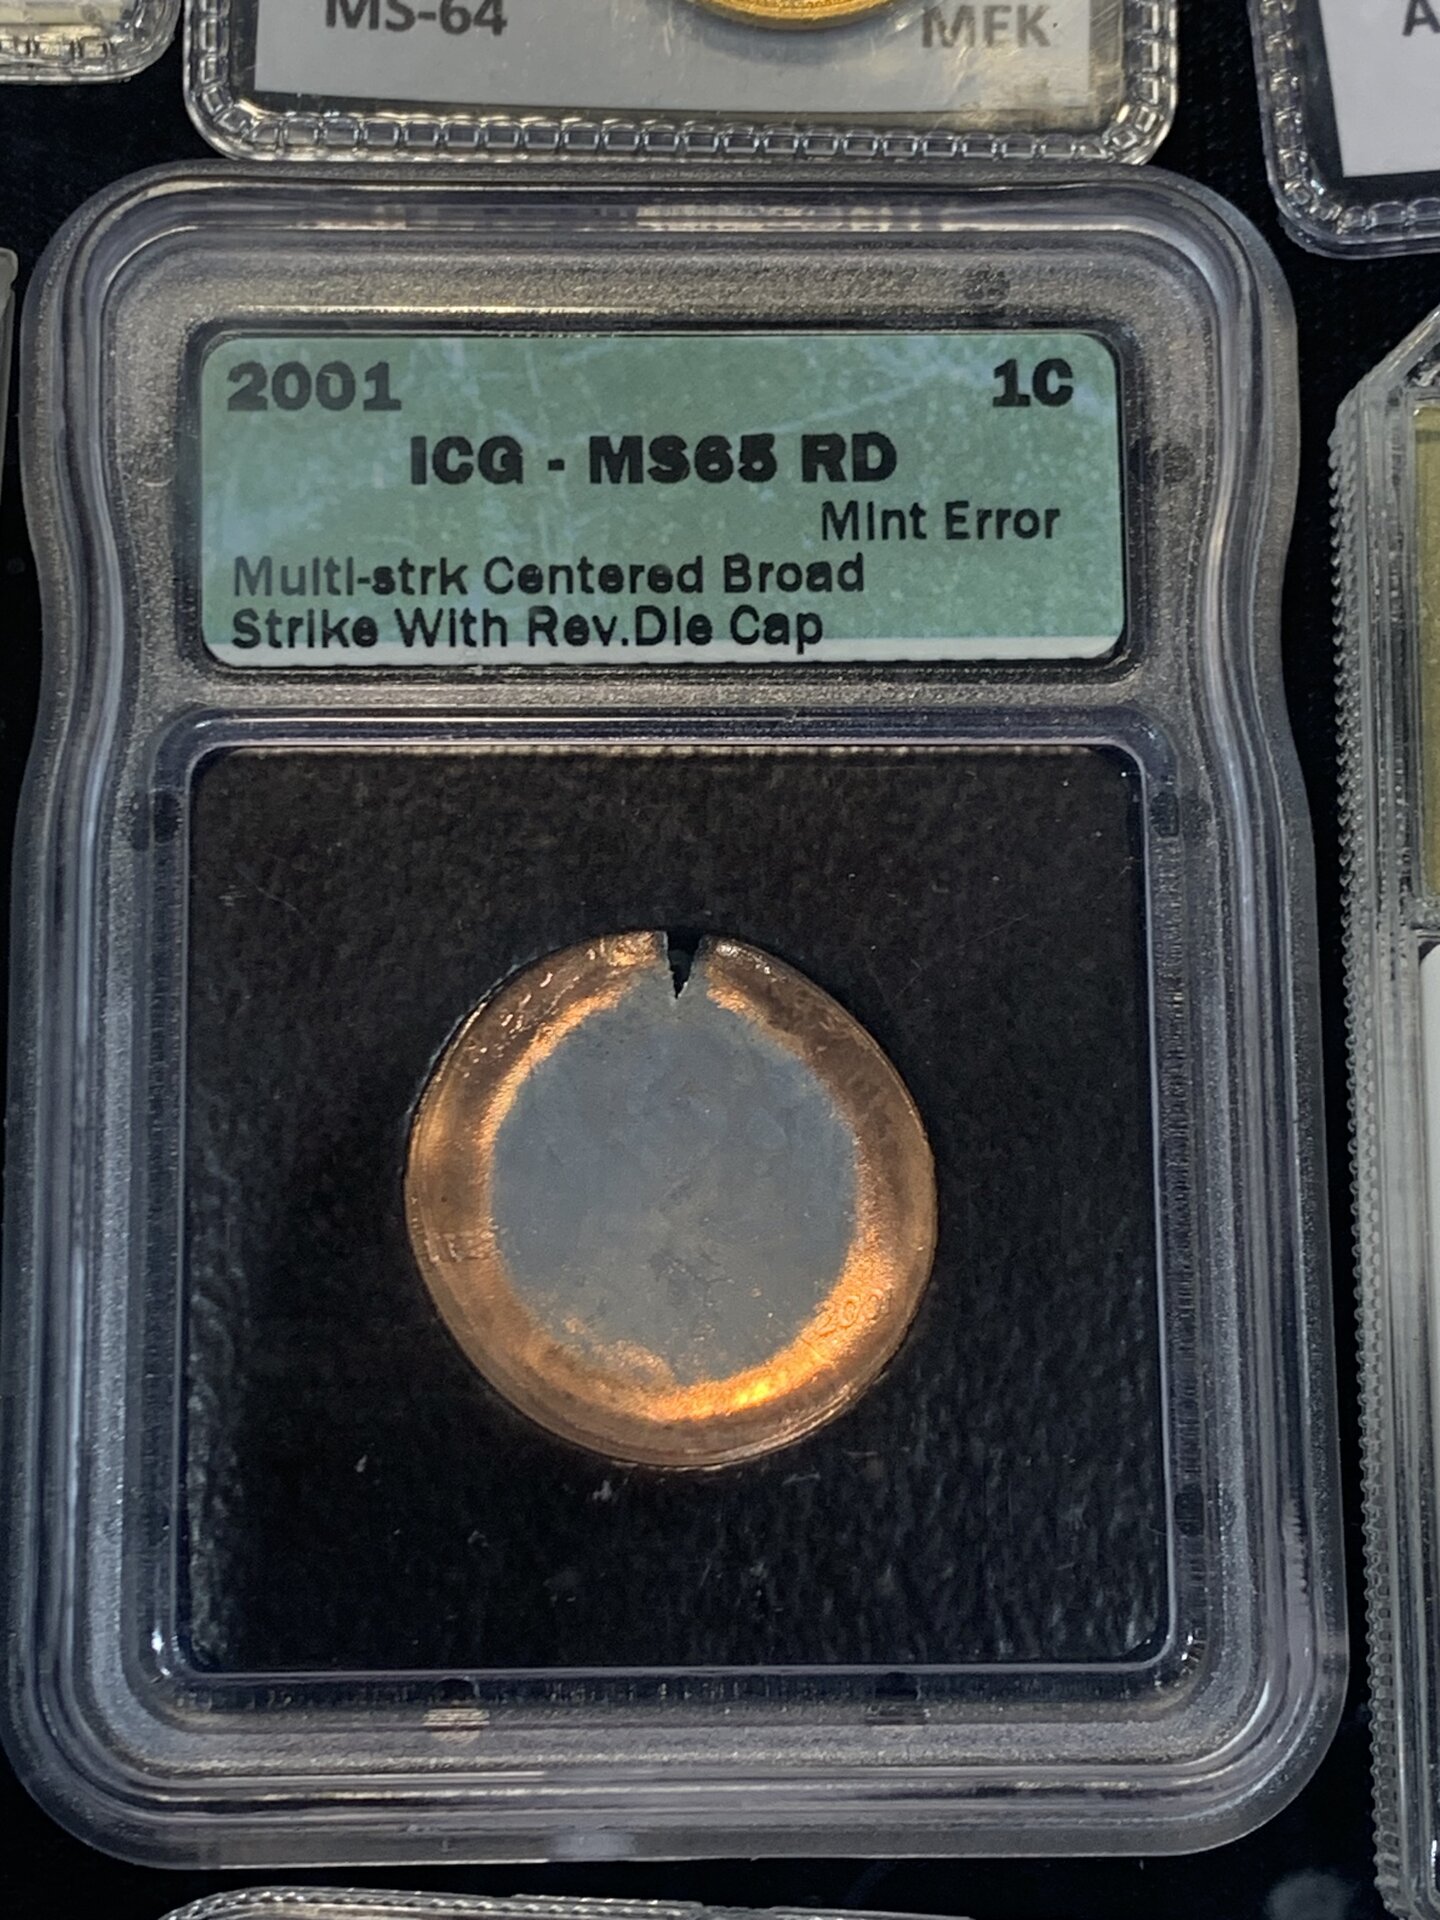 MS-64 MFK
A
2001 1C
ICG - MS65 RD
Mint Error
Multi-strk Centered Broad
Strike With Rev.Die Cap